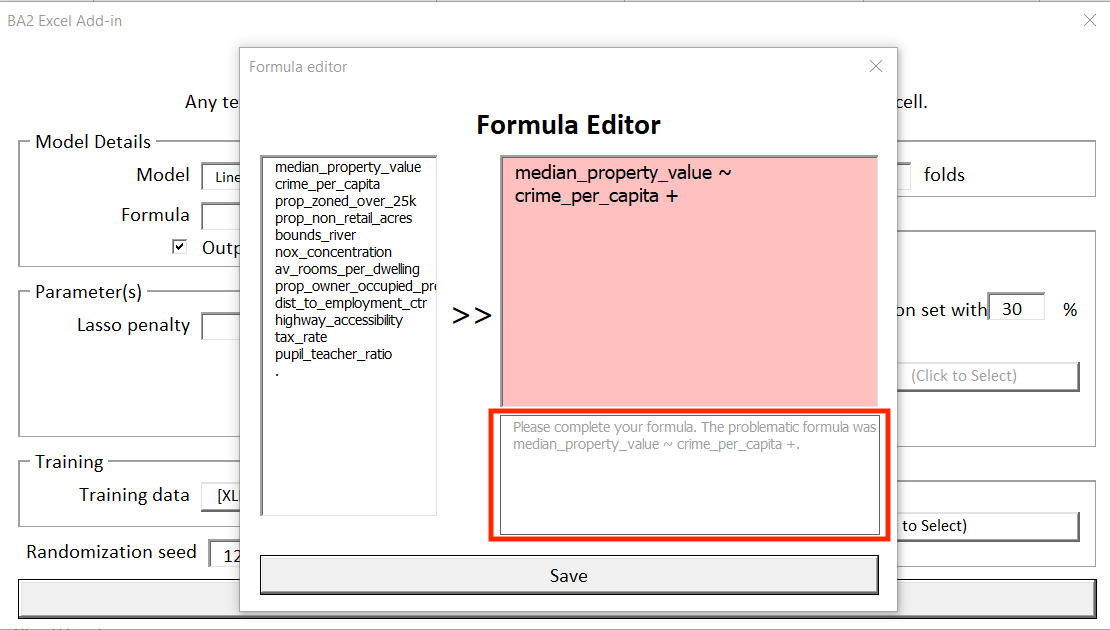 BA2 Excel Add-in
Formula editor
Any te
cell.
Formula Editor
Model Details
Model
Line
folds
Formula
Outp
median_property_value
crime_per_capita
prop_zoned_over_25k
prop_non_retail_acres
bounds_river
nox_concentration
av_rooms_per_dwelling
prop_owner_occupied_pre
dist_to_employment_ctr
highway_accessibility
tax_rate
pupil_teacher_ratio
.
>>
median_property_value ~
crime_per_capita +
Please complete your formula. The problematic formula was
median_property_value ~ crime_per_capita +.
Parameter(s)
Lasso penalty
on set with 30 %
(Click to Select)
Training
Training data
[XL
to Select)
Randomization seed
12
Save